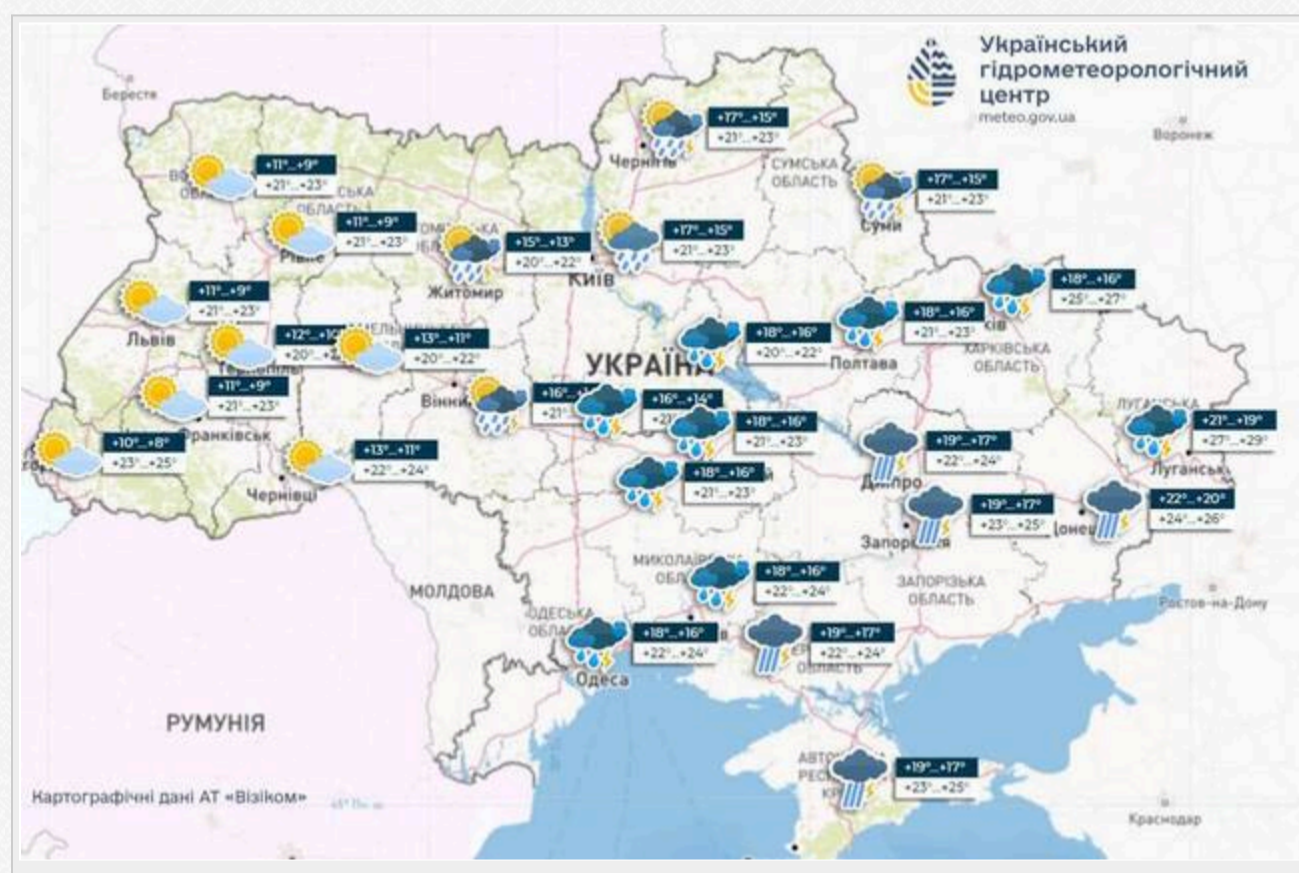 Український
гідрометеорологічний
центр
meteo.gov.ua
Берестя
Воронеж
+17°...+15°
+21°...+23°
Чернігів
СУМСЬКА
ОБЛАСТЬ
+11°...+9°
+21°...+23°
+17°...+15°
+21°...+23°
Суми
+11°...+9°
+21°...+23°
Рівне
+15°...+13°
+20°...+22°
Житомир
+17°...+15°
+21°...+23°
Київ
+18°...+16°
+25°...+27°
+11°...+9°
+21°...+23°
Львів
+18°...+16°
+21°...+23°
Полтава
ХАРКІВСЬКА
ОБЛАСТЬ
+18°...+16°
+20°...+22°
УКРАЇНА
+13°...+11°
+20°...+22°
+11°...+9°
+21°...+23°
Франківськ
+16°...+14°
+18°...+16°
+21°...+23°
+21°...+19°
+27°...+29°
Луганськ
+10°...+8°
+23°...+25°
+13°...+11°
+22°...+24°
Чернівці
+19°...+17°
+22°...+24°
Дніпро
+18°...+16°
+21°...+23°
+19°...+17°
+23°...+25°
Запоріжжя
+22°...+20°
+24°...+26°
МОЛДОВА
+18°...+16°
+22°...+24°
ЗАПОРІЗЬКА
ОБЛАСТЬ
Ростов-на-Дону
ОДЕСЬКА
+18°...+16°
+22°...+24°
Одеса
+19°...+17°
+22°...+24°
ОБЛАСТЬ
РУМУНІЯ
+19°...+17°
+23°...+25°
Картографічні дані АТ «Візіком»
Краснодар